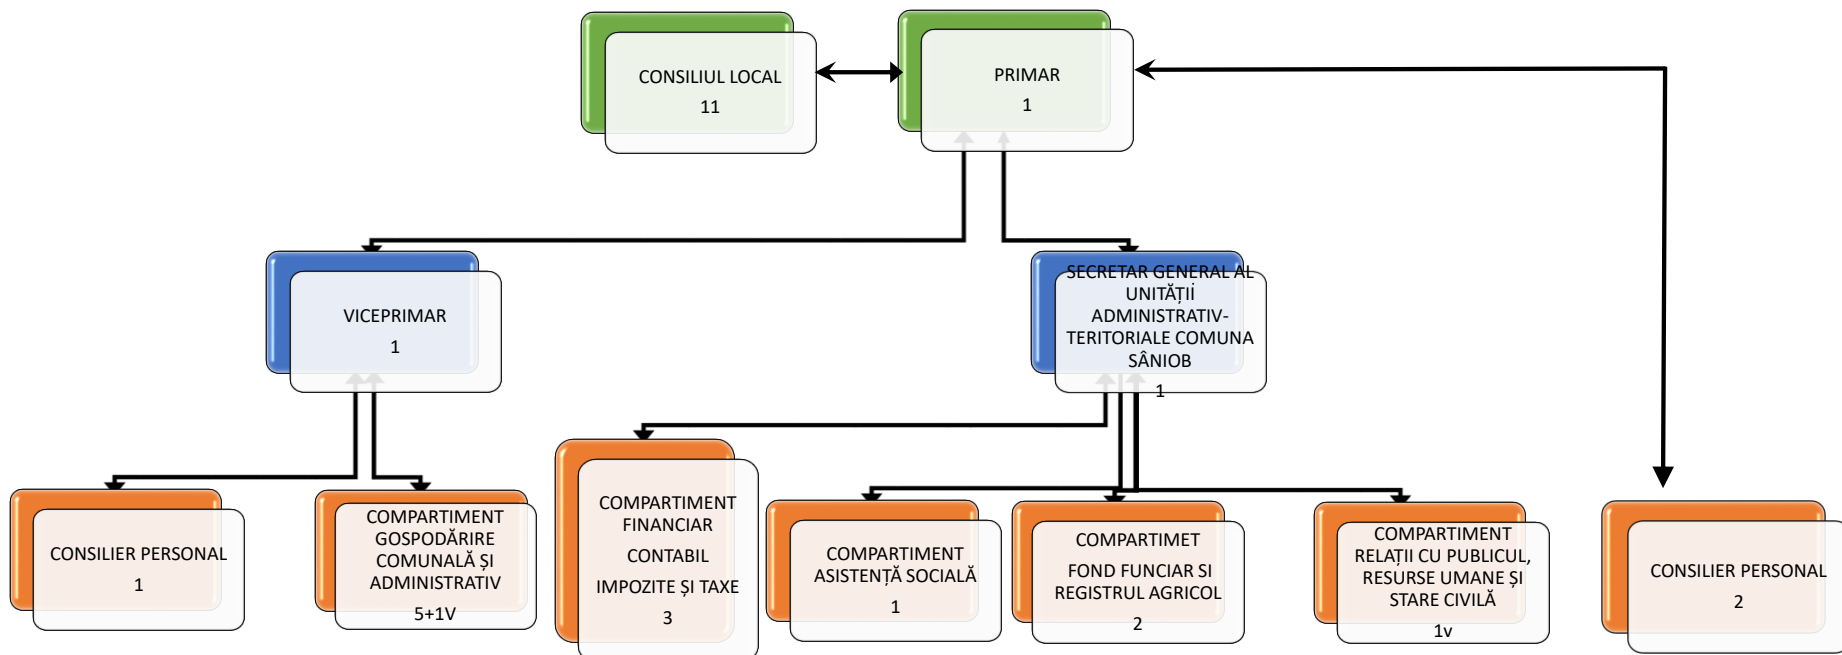 CONSILIUL LOCAL
11
PRIMAR
1
VICEPRIMAR
1
SECRETAR GENERAL AL
UNITĂȚII
ADMINISTRATIV-
TERITORIALE COMUNA
SÂNIOB
1
CONSILIER PERSONAL
1
COMPARTIMENT
GOSPODĂRIRE
COMUNALĂ ȘI
ADMINISTRATIV
5+1V
COMPARTIMENT
FINANCIAR
CONTABIL
IMPOZITE ȘI TAXE
3
COMPARTIMENT
ASISTENȚĂ SOCIALĂ
1
COMPARTIMET
FOND FUNCIAR SI
REGISTRUL AGRICOL
2
COMPARTIMENT
RELAȚII CU PUBLICUL,
RESURSE UMANE ȘI
STARE CIVILĂ
1v
CONSILIER PERSONAL
2